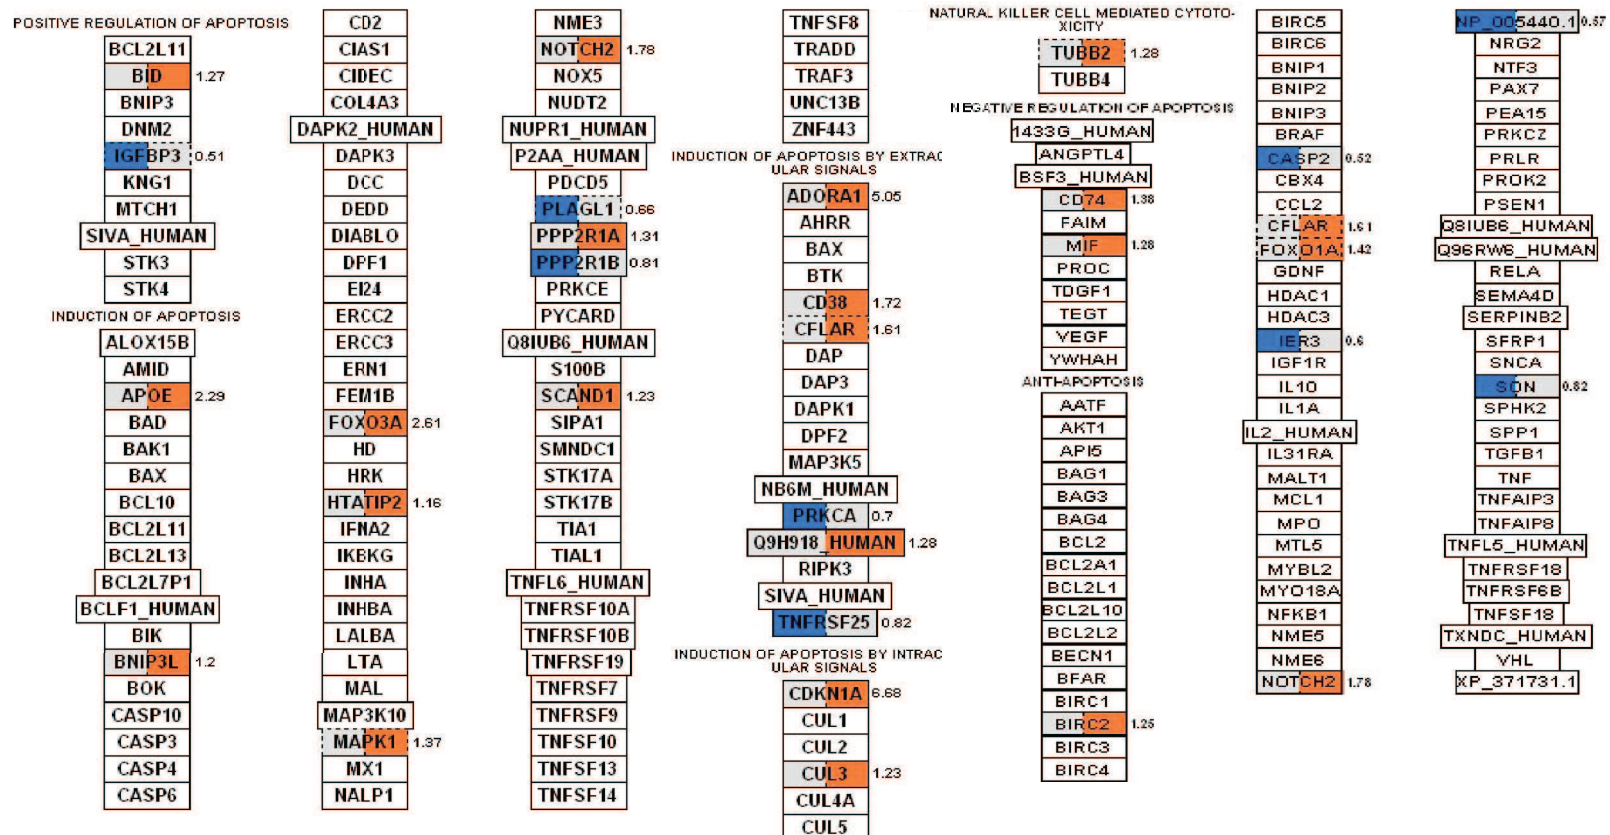 POSITIVE REGULATION OF APOPTOSIS
BCL2L11
BID 1.27
BNIP3
DNM2
IGFBP3 0.51
KNG1
MTCH1
SIVA_HUMAN
STK3
STK4
INDUCTION OF APOPTOSIS
ALOX15B
AMID
APOE 2.29
BAD
BAK1
BAX
BCL10
BCL2L11
BCL2L13
BCL2L7P1
BCLF1_HUMAN
BIK
BNIP3L 1.2
BOK
CASP10
CASP3
CASP4
CASP6
CD2
CIAS1
CIDEC
COL4A3
DAPK2_HUMAN
DAPK3
DCC
DEDD
DIABLO
DPF1
EI24
ERCC2
ERCC3
ERN1
FEM1B
FOXO3A 2.61
HD
HRK
HTATIP2 1.16
IFNA2
IKBKG
INHA
INHBA
LALBA
LTA
MAL
MAP3K10
MAPK1 1.37
MX1
NALP1
NME3
NOTCH2 1.78
NOX5
NUDT2
NUPR1_HUMAN
P2AA_HUMAN
PDCD5
PLAGL1 0.66
PPP2R1A 1.31
PPP2R1B 0.81
PRKCE
PYCARD
Q8IUB6_HUMAN
S100B
SCAND1 1.23
SIPA1
SMNDC1
STK17A
STK17B
TIA1
TIAL1
TNFL6_HUMAN
TNFRSF10A
TNFRSF10B
TNFRSF19
TNFRSF7
TNFRSF9
TNFSF10
TNFSF13
TNFSF14
TNFSF8
TRADD
TRAF3
UNC13B
ZNF443
INDUCTION OF APOPTOSIS BY EXTRAC
ULAR SIGNALS
ADORA1 5.05
AHRR
BAX
BTK
CD38 1.72
CFLAR 1.61
DAP
DAP3
DAPK1
DPF2
MAP3K5
NB6M_HUMAN
PRKCA 0.7
Q9H918_HUMAN 1.28
RIPK3
SIVA_HUMAN
TNFRSF25 0.82
INDUCTION OF APOPTOSIS BY INTRAC
ULAR SIGNALS
CDKN1A 6.68
CUL1
CUL2
CUL3 1.23
CUL4A
CUL5
NATURAL KILLER CELL MEDIATED CYTOTO-
XICITY
TUBB2 1.28
TUBB4
NEGATIVE REGULATION OF APOPTOSIS
1433G_HUMAN
ANGPTL4
BSF3_HUMAN
CD74 1.38
FAIM
MIF 1.28
PROC
TDGF1
TEGT
VEGF
YWHAH
ANTI-APOPTOSIS
AATF
AKT1
API5
BAG1
BAG3
BAG4
BCL2
BCL2A1
BCL2L1
BCL2L10
BCL2L2
BECN1
BFAR
BIRC1
BIRC2 1.25
BIRC3
BIRC4
BIRC5
BIRC6
BNIP1
BNIP2
BNIP3
BRAF
CASP2 0.52
CBX4
CCL2
CFLAR 1.61
FOXO1A 1.42
GDNF
HDAC1
HDAC3
IER3 0.6
IGF1R
IL10
IL1A
IL2_HUMAN
IL31RA
MALT1
MCL1
MPO
MTL5
MYBL2
MYO18A
NFKB1
NME5
NME6
NOTCH2 1.78
NP_005440.1 0.57
NRG2
NTF3
PAX7
PEA15
PRKCZ
PRLR
PROK2
PSEN1
Q8IUB6_HUMAN
Q96RW6_HUMAN
RELA
SEMA4D
SERPINB2
SFRP1
SNCA
SON 0.82
SPHK2
SPP1
TGFB1
TNF
TNFAIP3
TNFAIP8
TNFL5_HUMAN
TNFRSF18
TNFRSF6B
TNFSF18
TXNDC_HUMAN
VHL
XP_371731.1